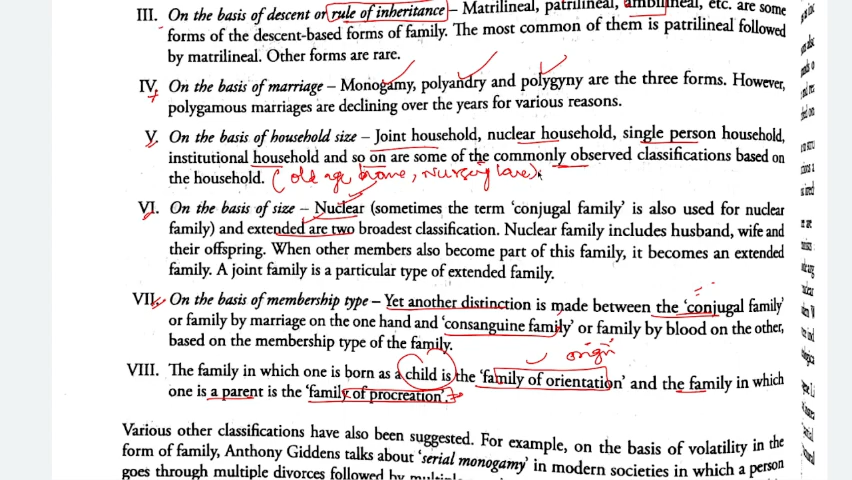 III. On the basis of descent or rule of inheritance – Matrilineal, patrilineal, ambilineal, etc. are some
forms of the descent-based forms of family. The most common of them is patrilineal followed
by matrilineal. Other forms are rare.
IV. On the basis of marriage – Monogamy, polyandry and polygyny are the three forms. However,
polygamous marriages are declining over the years for various reasons.
V. On the basis of household size – Joint household, nuclear household, single person household,
institutional household and so on are some of the commonly observed classifications based on
the household. (old age home, Nursery care)
VI. On the basis of size – Nuclear (sometimes the term ‘conjugal family’ is also used for nuclear
family) and extended are two broadest classification. Nuclear family includes husband, wife and
their offspring. When other members also become part of this family, it becomes an extended
family. A joint family is a particular type of extended family.
VII. On the basis of membership type – Yet another distinction is made between the ‘conjugal family’
or family by marriage on the one hand and ‘consanguine family’ or family by blood on the other,
based on the membership type of the family.
origin
VIII. The family in which one is born as a child is the ‘family of orientation’ and the family in which
one is a parent is the ‘family of procreation’.
Various other classifications have also been suggested. For example, on the basis of volatility in the
form of family, Anthony Giddens talks about ‘serial monogamy’ in modern societies in which a person
goes through multiple divorces followed by